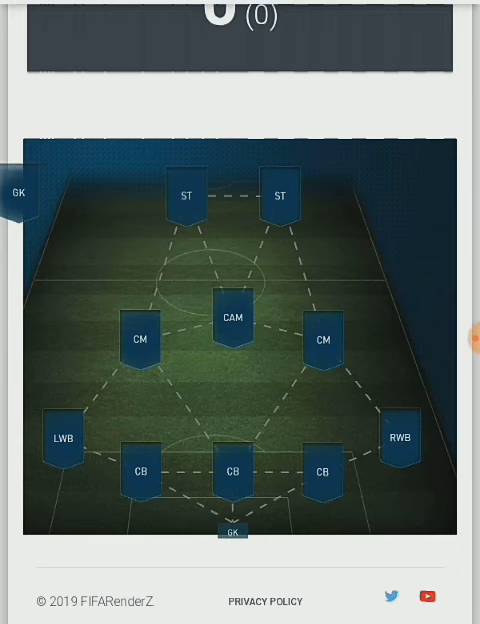 (0)
GK
ST ST
CAM
CM CM
LWB RWB
CB CB CB
GK
© 2019 FIFARenderZ PRIVACY POLICY